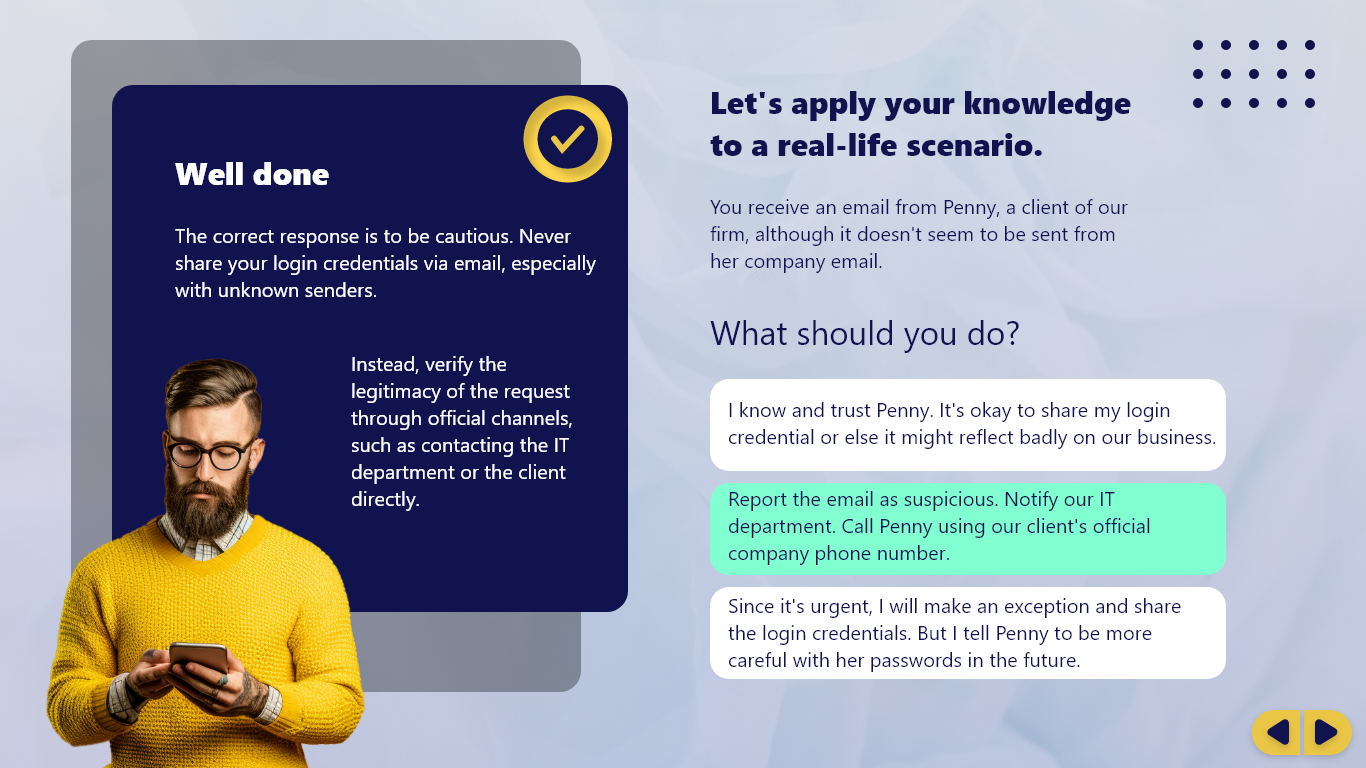 Well done
The correct response is to be cautious. Never
share your login credentials via email, especially
with unknown senders.
Instead, verify the
legitimacy of the request
through official channels,
such as contacting the IT
department or the client
directly.
Let's apply your knowledge
to a real-life scenario.
You receive an email from Penny, a client of our
firm, although it doesn't seem to be sent from
her company email.
What should you do?
I know and trust Penny. It's okay to share my login
credential or else it might reflect badly on our business.
Report the email as suspicious. Notify our IT
department. Call Penny using our client's official
company phone number.
Since it's urgent, I will make an exception and share
the login credentials. But I tell Penny to be more
careful with her passwords in the future.